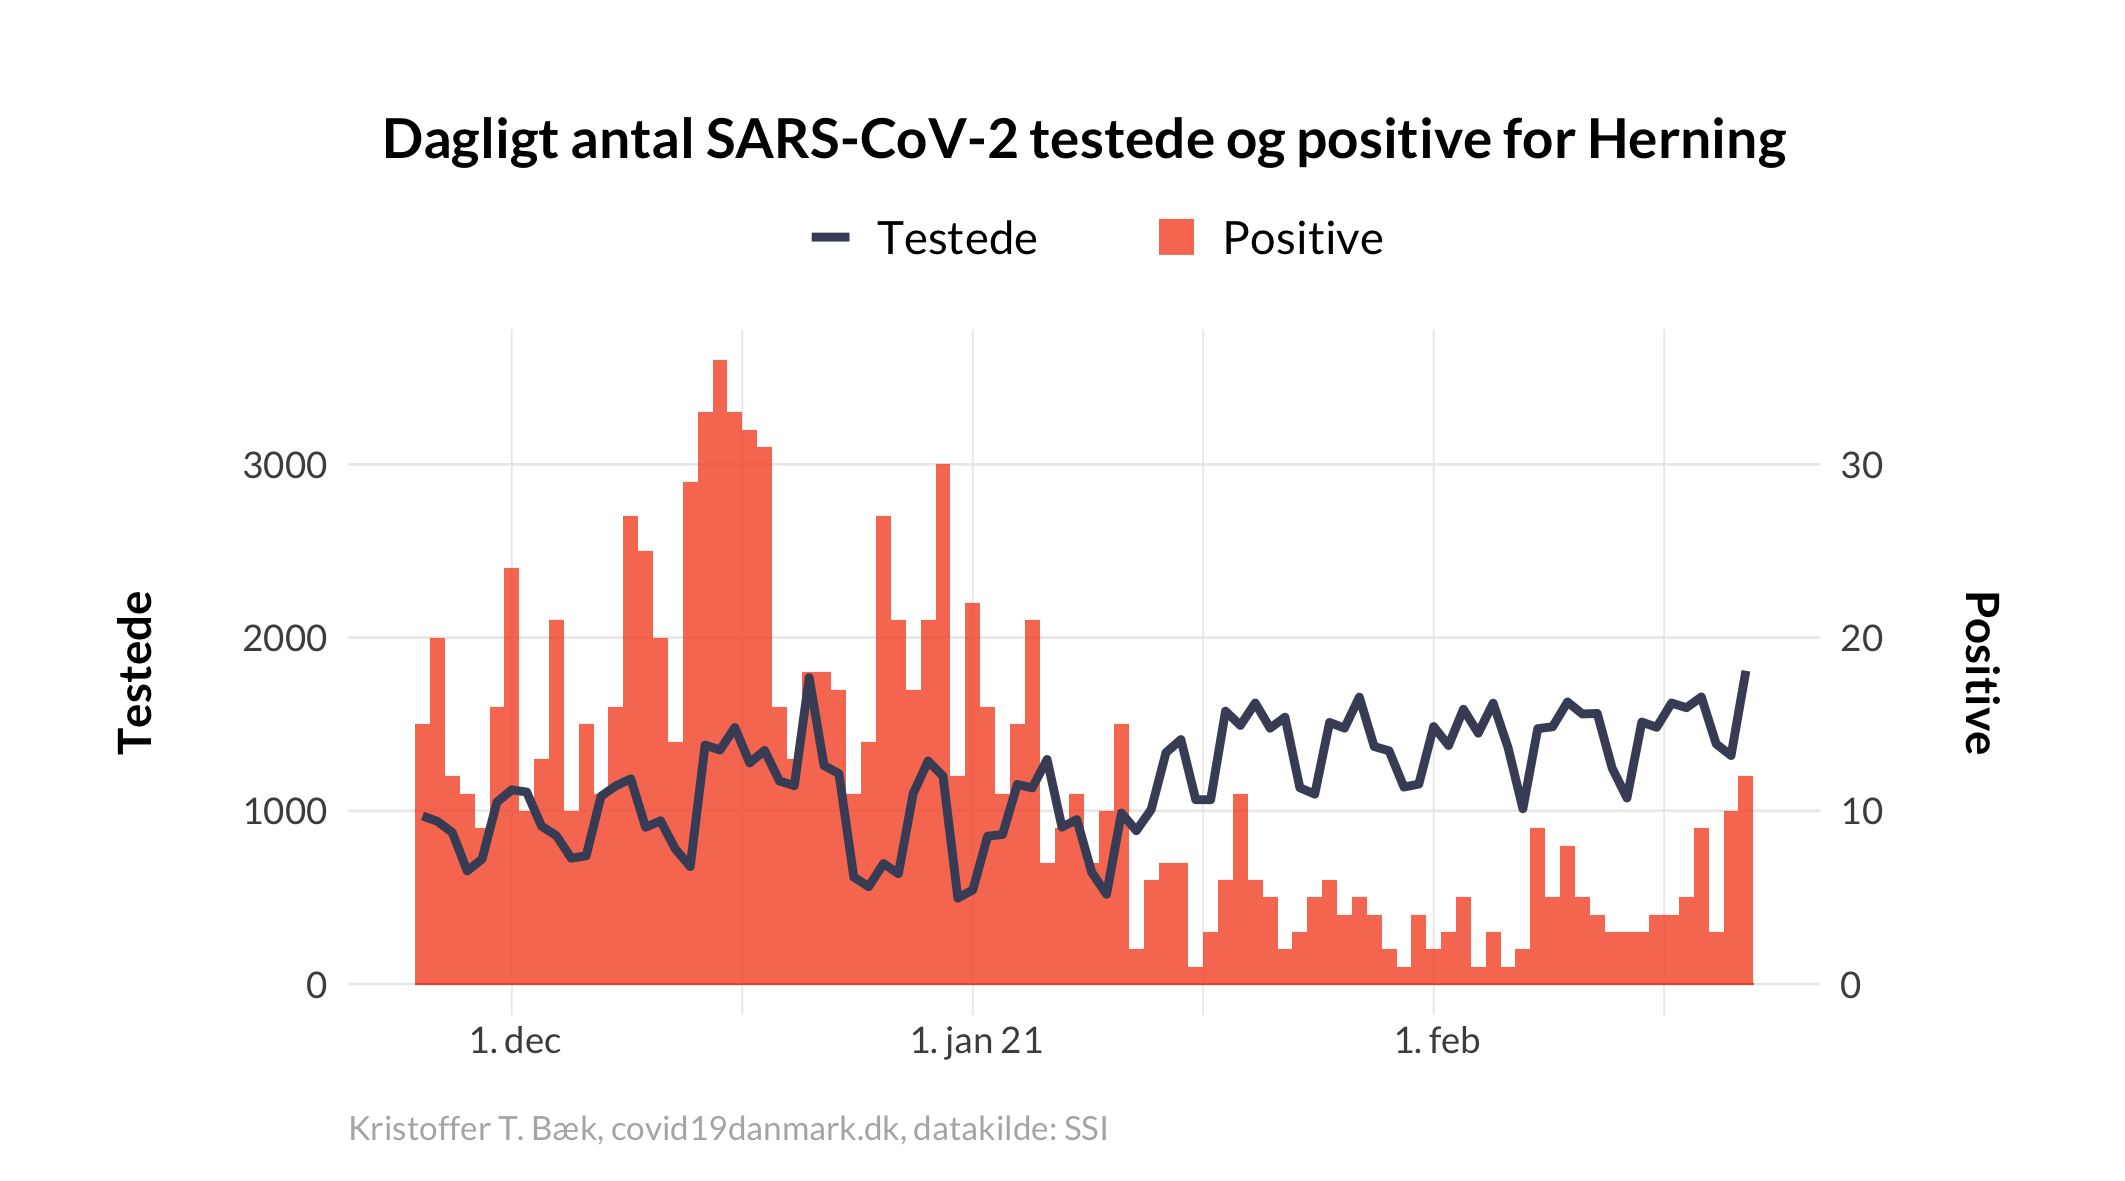 Dagligt antal SARS-CoV-2 testede og positive for Herning
Testede
Positive
3000
2000
1000
0
Testede
30
20
10
0
Positive
1. dec
1. jan 21
1. feb
Kristoffer T. Bæk, covid19danmark.dk, datakilde: SSI